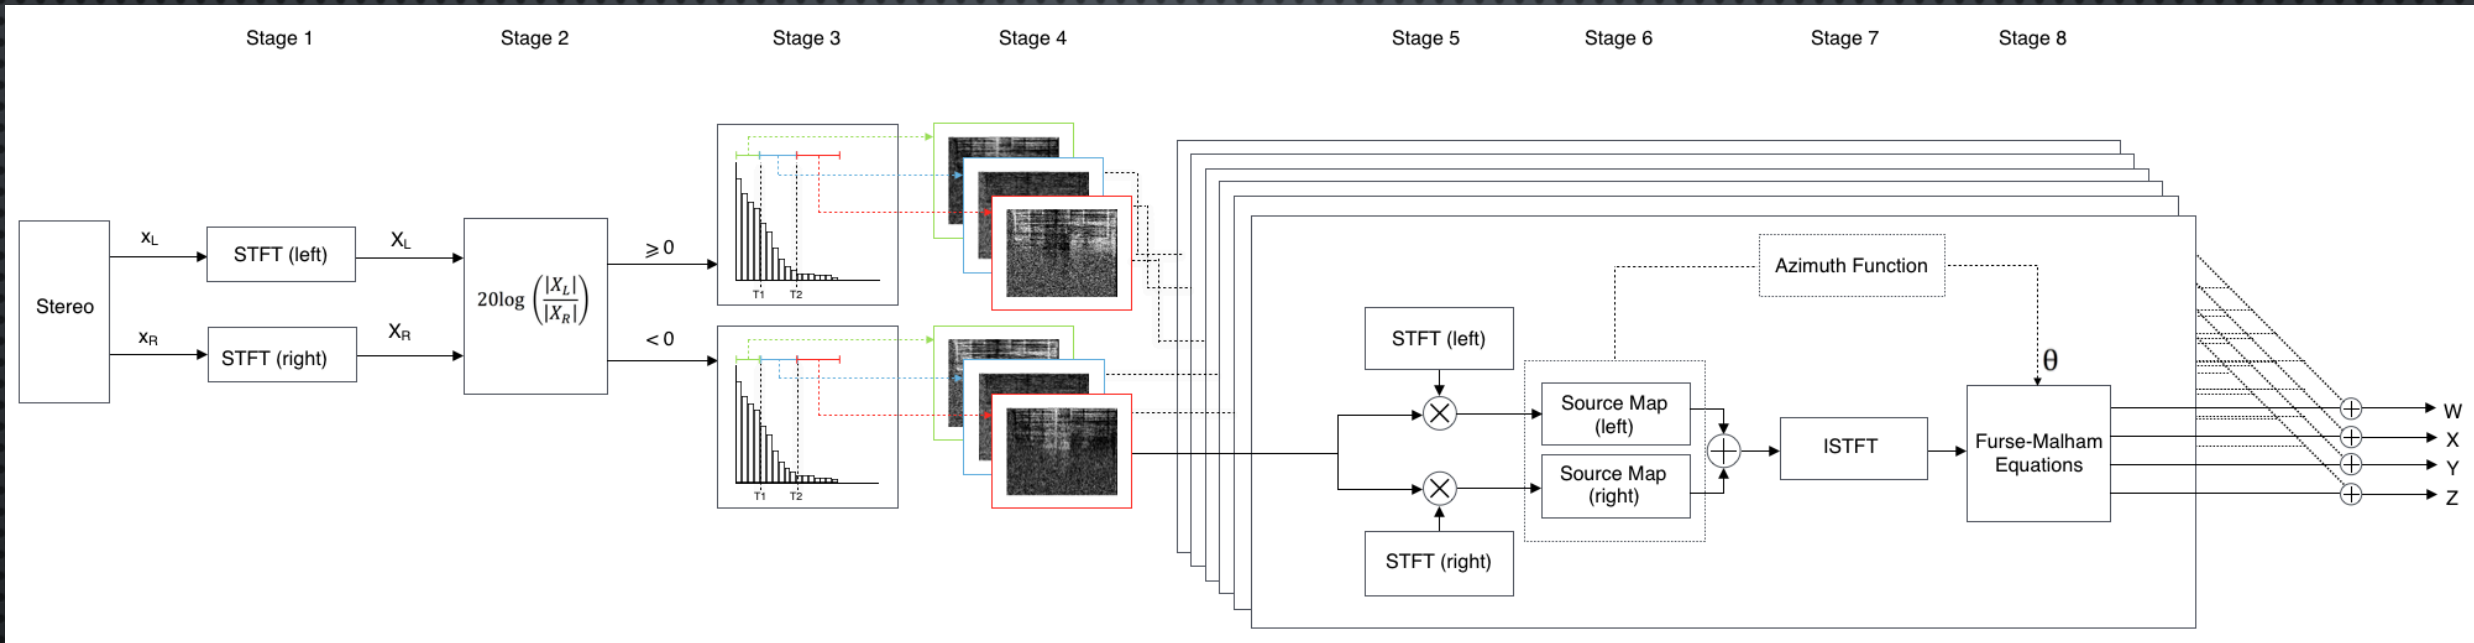 Stage 1
Stage 2
Stage 3
Stage 4
Stage 5
Stage 6
Stage 7
Stage 8
Stereo
xL
xR
STFT (left)
STFT (right)
XL
XR
20log (|XL| / |XR|)
⩾ 0
< 0
T1
T2
T1
T2
STFT (left)
STFT (right)
Source Map
(left)
Source Map
(right)
Azimuth Function
ISTFT
θ
Furse-Malham
Equations
W
X
Y
Z